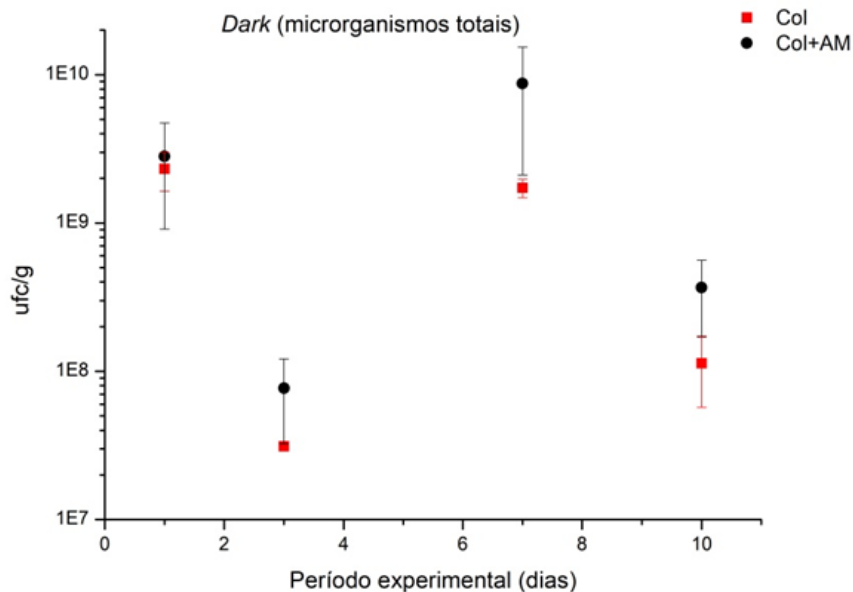 Dark (microrganismos totais)
Col
Col+AM
1E10
1E9
1E8
1E7
ufc/g
0
2
4
6
8
10
Período experimental (dias)